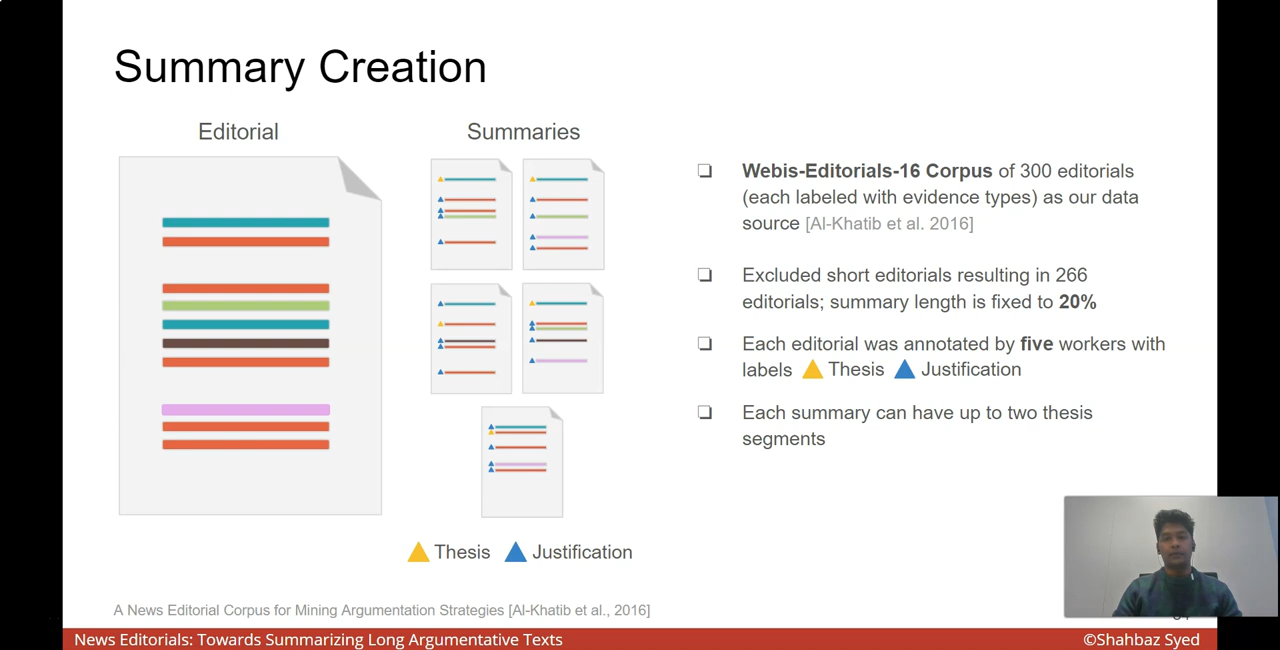 Summary Creation
Editorial
Summaries
❏ Webis-Editorials-16 Corpus of 300 editorials
(each labeled with evidence types) as our data
source [Al-Khatib et al. 2016]
❏ Excluded short editorials resulting in 266
editorials; summary length is fixed to 20%
❏ Each editorial was annotated by five workers with
labels Thesis Justification
❏ Each summary can have up to two thesis
segments
Thesis Justification
A News Editorial Corpus for Mining Argumentation Strategies [Al-Khatib et al., 2016]
News Editorials: Towards Summarizing Long Argumentative Texts
©Shahbaz Syed